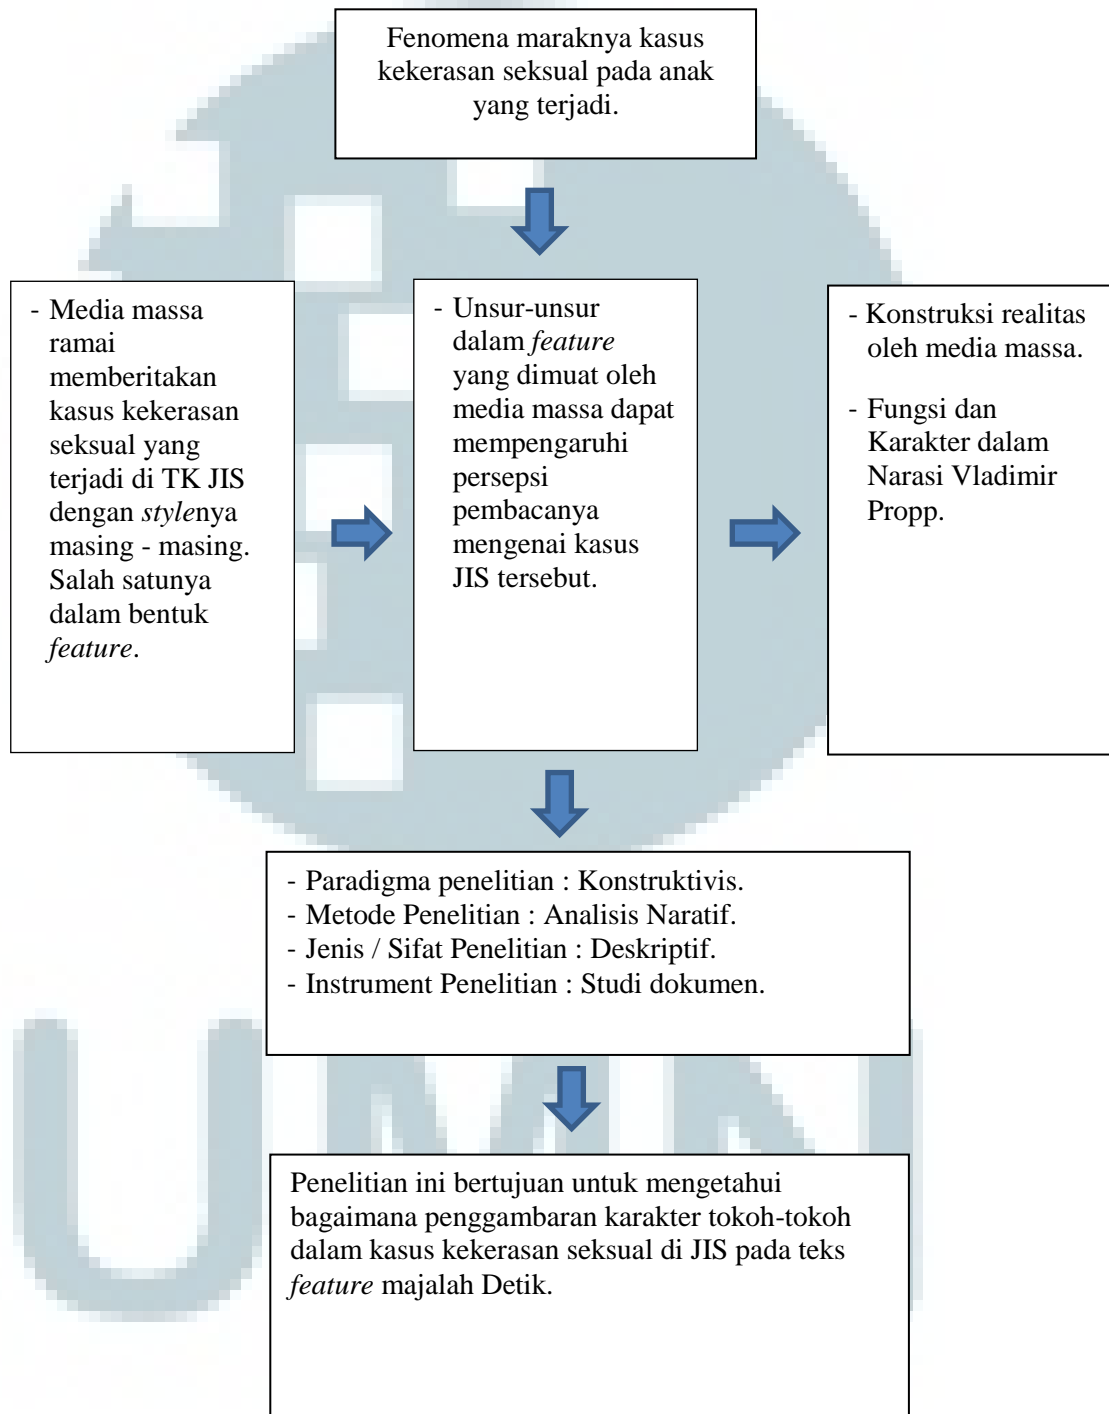 Fenomena maraknya kasus
kekerasan seksual pada anak
yang terjadi.
- Media massa
ramai
memberitakan
kasus kekerasan
seksual yang
terjadi di TK JIS
dengan stylenya
masing - masing.
Salah satunya
dalam bentuk
feature.
- Unsur-unsur
dalam feature
yang dimuat oleh
media massa dapat
mempengaruhi
persepsi
pembacanya
mengenai kasus
JIS tersebut.
- Konstruksi realitas
oleh media massa.
- Fungsi dan
Karakter dalam
Narasi Vladimir
Propp.
- Paradigma penelitian : Konstruktivis.
- Metode Penelitian : Analisis Naratif.
- Jenis / Sifat Penelitian : Deskriptif.
- Instrument Penelitian : Studi dokumen.
Penelitian ini bertujuan untuk mengetahui
bagaimana penggambaran karakter tokoh-tokoh
dalam kasus kekerasan seksual di JIS pada teks
feature majalah Detik.
UMN